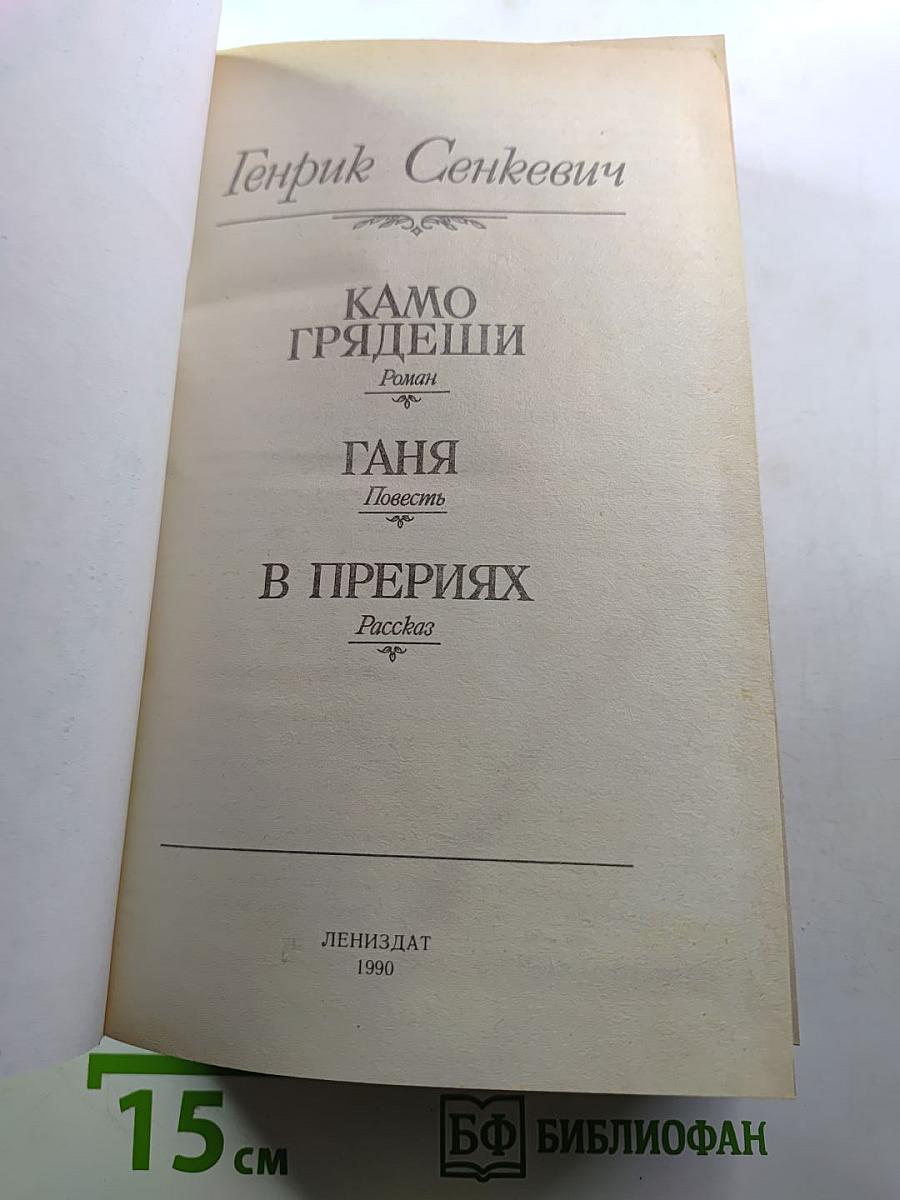 Генрик Сенкевич
КАМО
ГРЯДЕШИ
Роман
ГАНЯ
Повесть
В ПРЕРИЯХ
Рассказ
ЛЕНИЗДАТ
1990
15 см
БФ БИБЛИОФАН